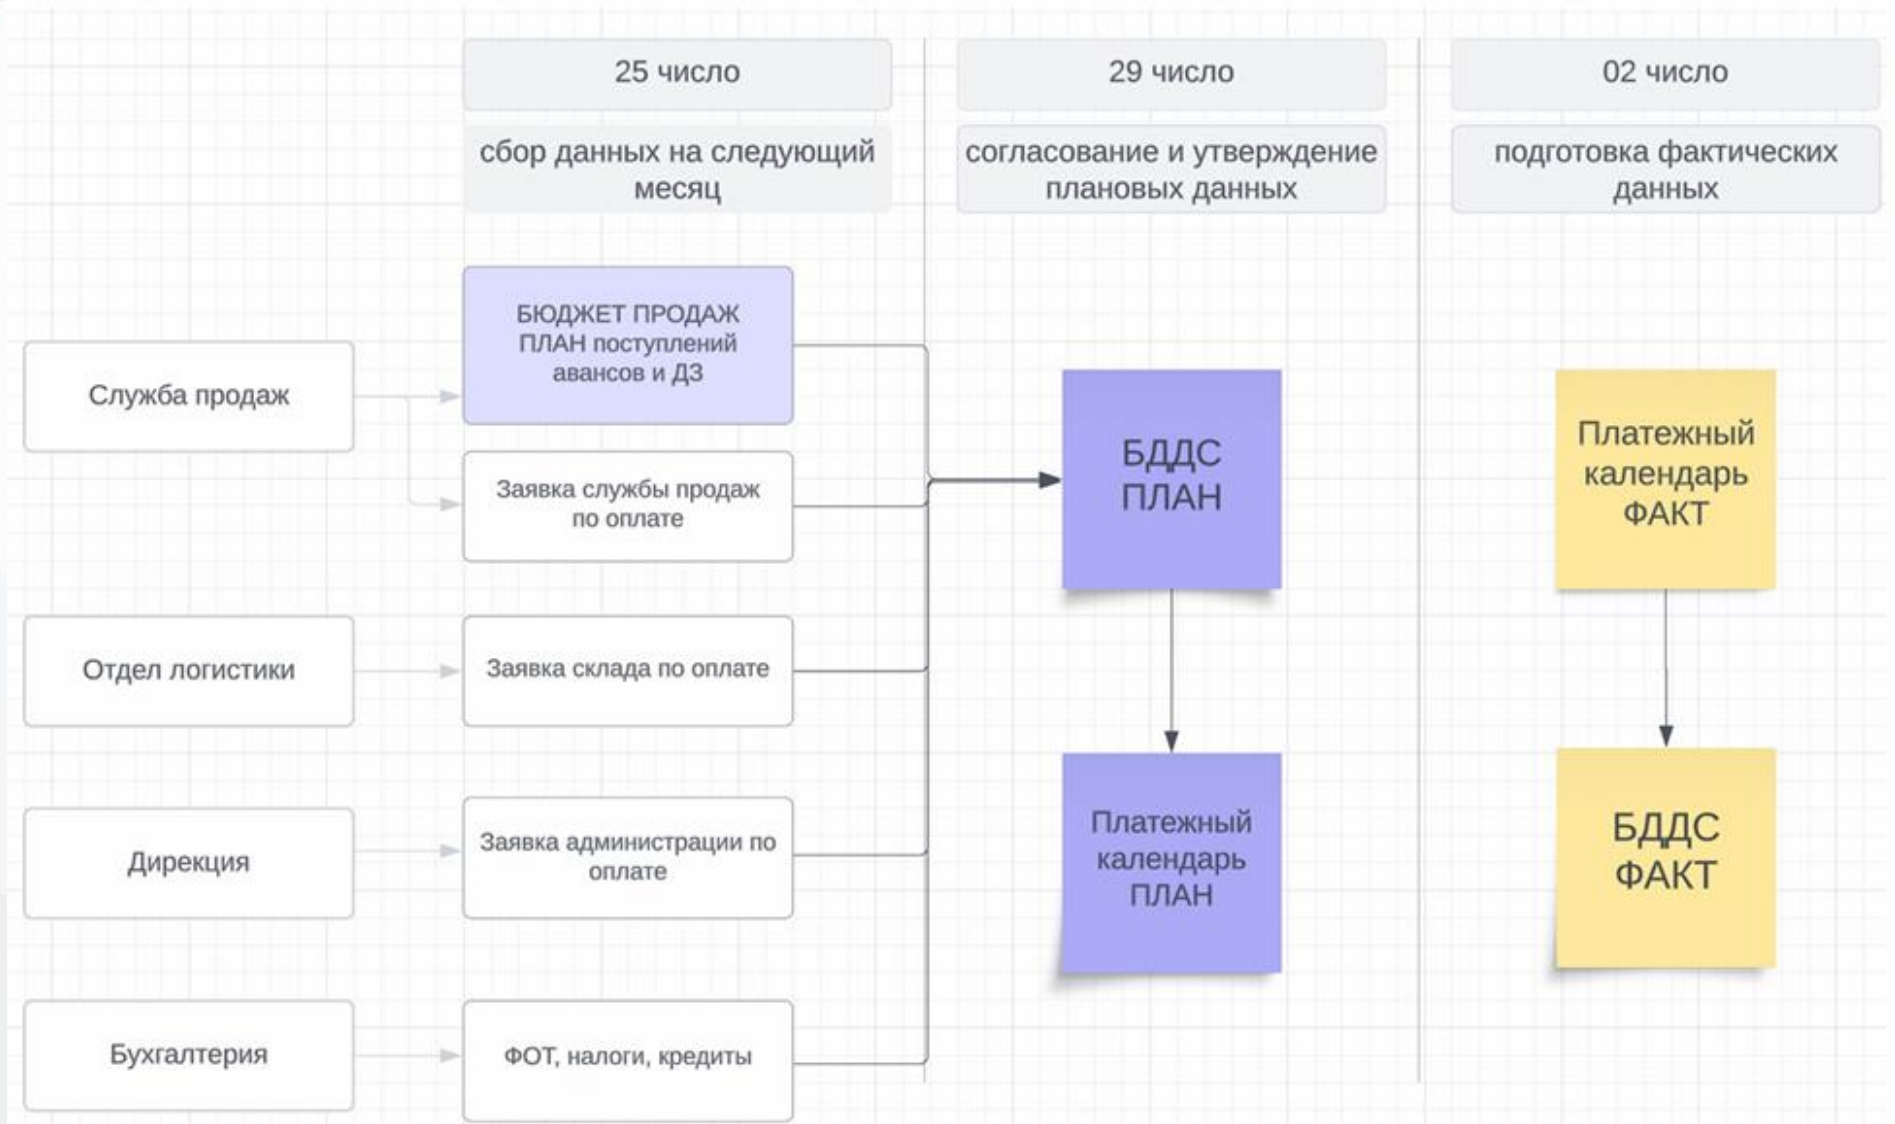 25 число
29 число
02 число
сбор данных на следующий
месяц
согласование и утверждение
плановых данных
подготовка фактических
данных
Служба продаж
БЮДЖЕТ ПРОДАЖ
ПЛАН поступлений
авансов и ДЗ
Заявка службы продаж
по оплате
Отдел логистики
Заявка склада по оплате
Дирекция
Заявка администрации по
оплате
Бухгалтерия
ФОТ, налоги, кредиты
БДДС
ПЛАН
Платежный
календарь
ПЛАН
Платежный
календарь
ФАКТ
БДДС
ФАКТ